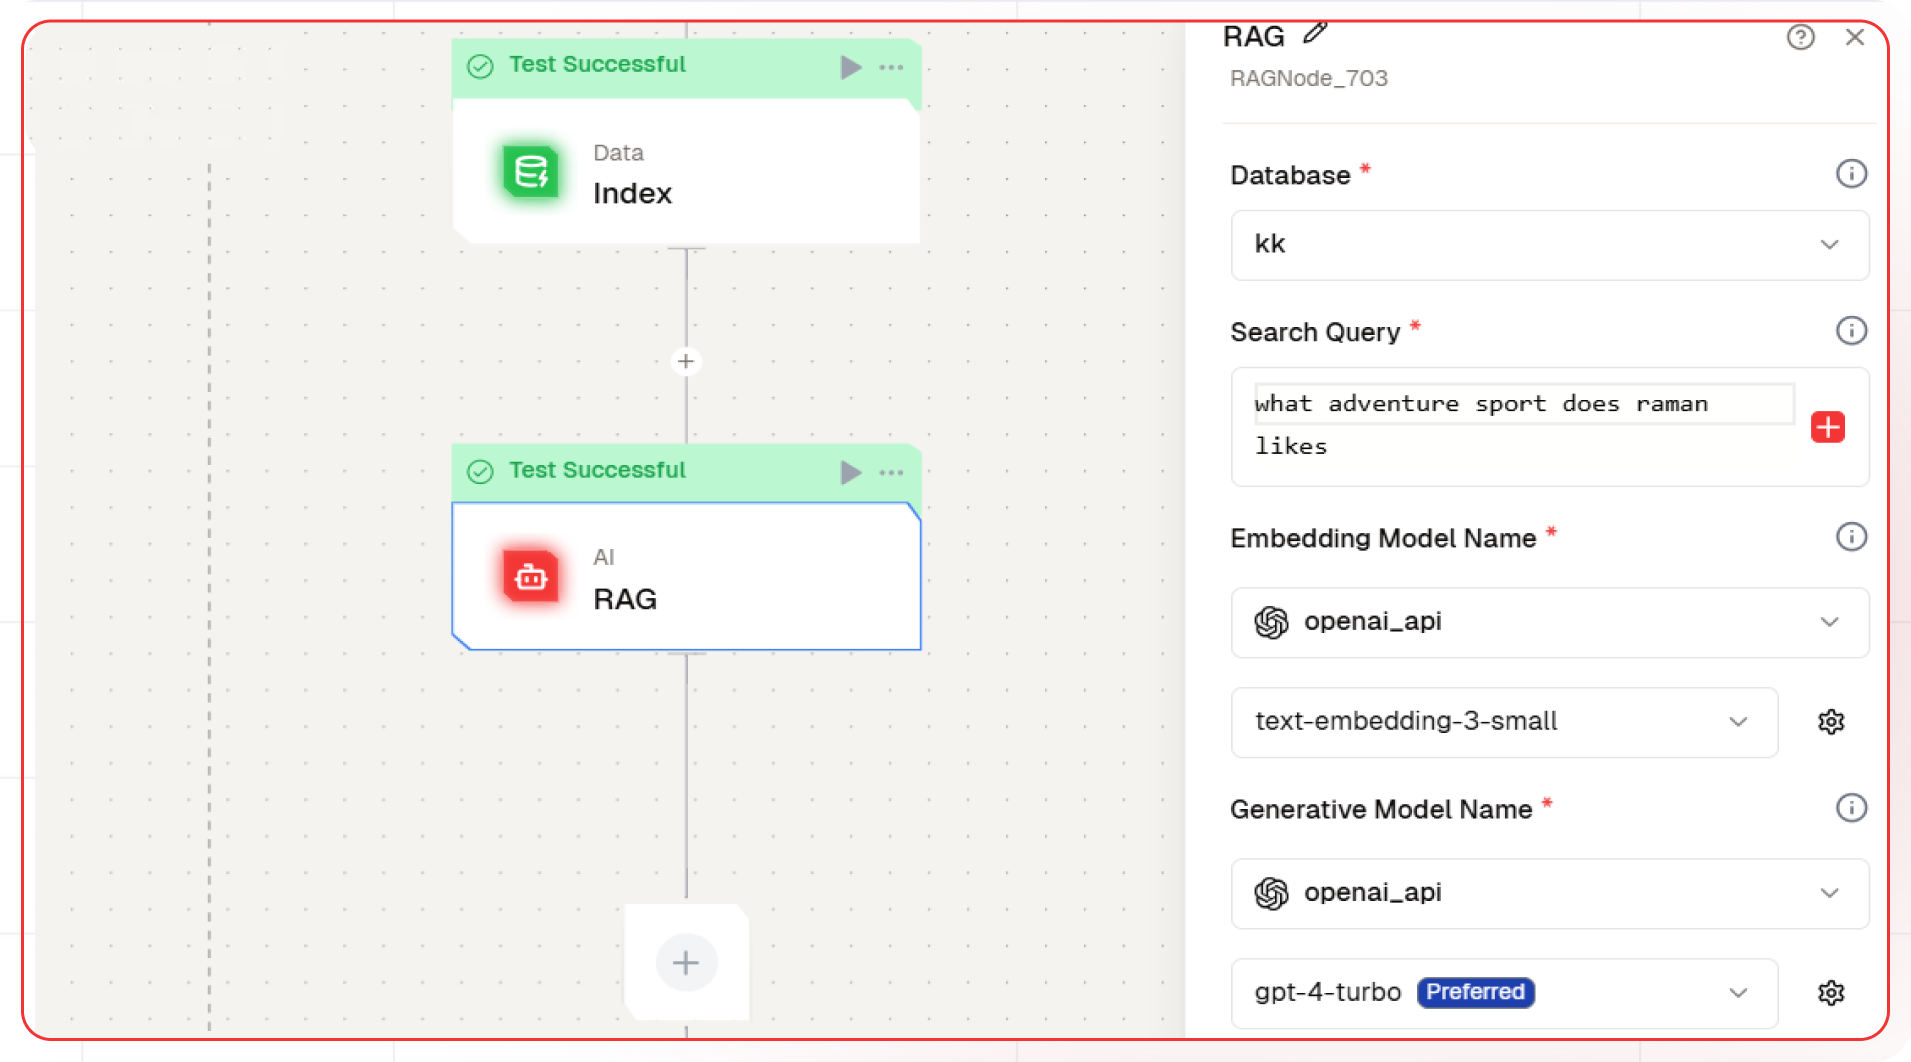 Test Successful
Data
Index
Test Successful
AI
RAG
RAG
RAGNode_703
Database *
kk
Search Query *
what adventure sport does raman
likes
Embedding Model Name *
openai_api
text-embedding-3-small
Generative Model Name *
openai_api
gpt-4-turbo Preferred